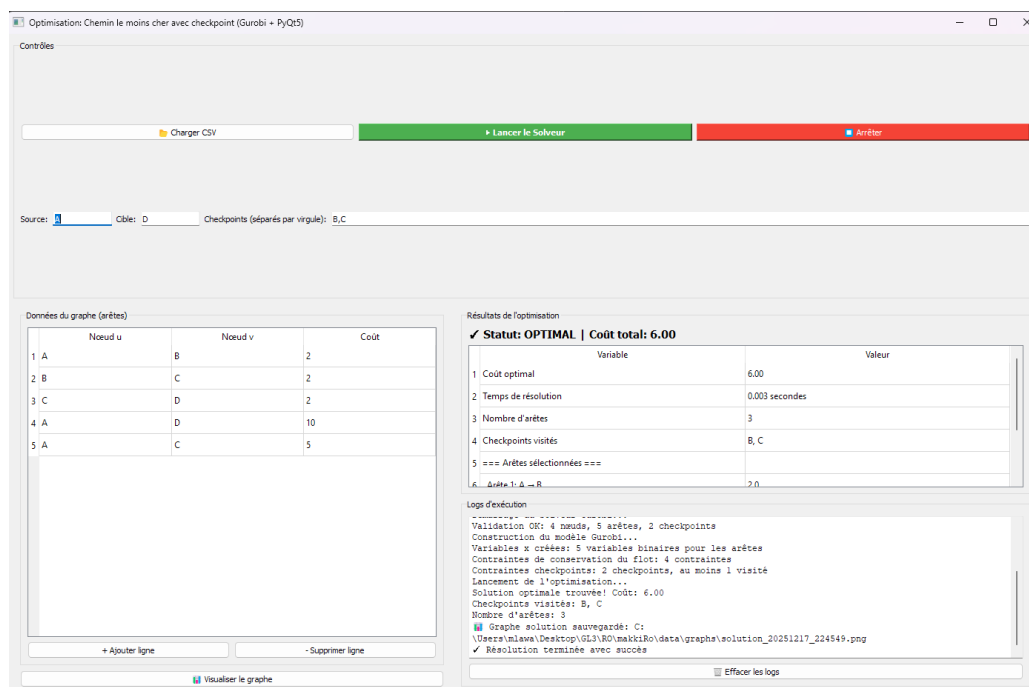 Optimisation: Chemin le moins cher avec checkpoint (Gurobi + PyQt5)
Contrôles
Charger CSV
Lancer le Solveur
Arrêter
Source: A Cible: D Checkpoints (séparés par virgule): B,C
Données du graphe (arêtes)
Nœud u Nœud v Coût
1 A B 2
2 B C 2
3 C D 2
4 A D 10
5 A C 5
+ Ajouter ligne
- Supprimer ligne
Visualiser le graphe
Résultats de l'optimisation
✓ Statut: OPTIMAL | Coût total: 6.00
Variable Valeur
1 Coût optimal 6.00
2 Temps de résolution 0.003 secondes
3 Nombre d'arêtes 3
4 Checkpoints visités B, C
5 === Arêtes sélectionnées ===
6 Arête 1: A → B 2.0
Logs d'exécution
Validation OK: 4 nœuds, 5 arêtes, 2 checkpoints
Construction du modèle Gurobi...
Variables x créées: 5 variables binaires pour les arêtes
Contraintes de conservation du flot: 4 contraintes
Contraintes checkpoints: 2 checkpoints, au moins 1 visité
Lancement de l'optimisation...
Solution optimale trouvée! Coût: 6.00
Checkpoints visités: B, C
Nombre d'arêtes: 3
Graphe solution sauvegardé: C:
\Users\mlawa\Desktop\GL3\RO\makkiRo\data\graphs\solution_20251217_224549.png
✓ Résolution terminée avec succès
Effacer les logs